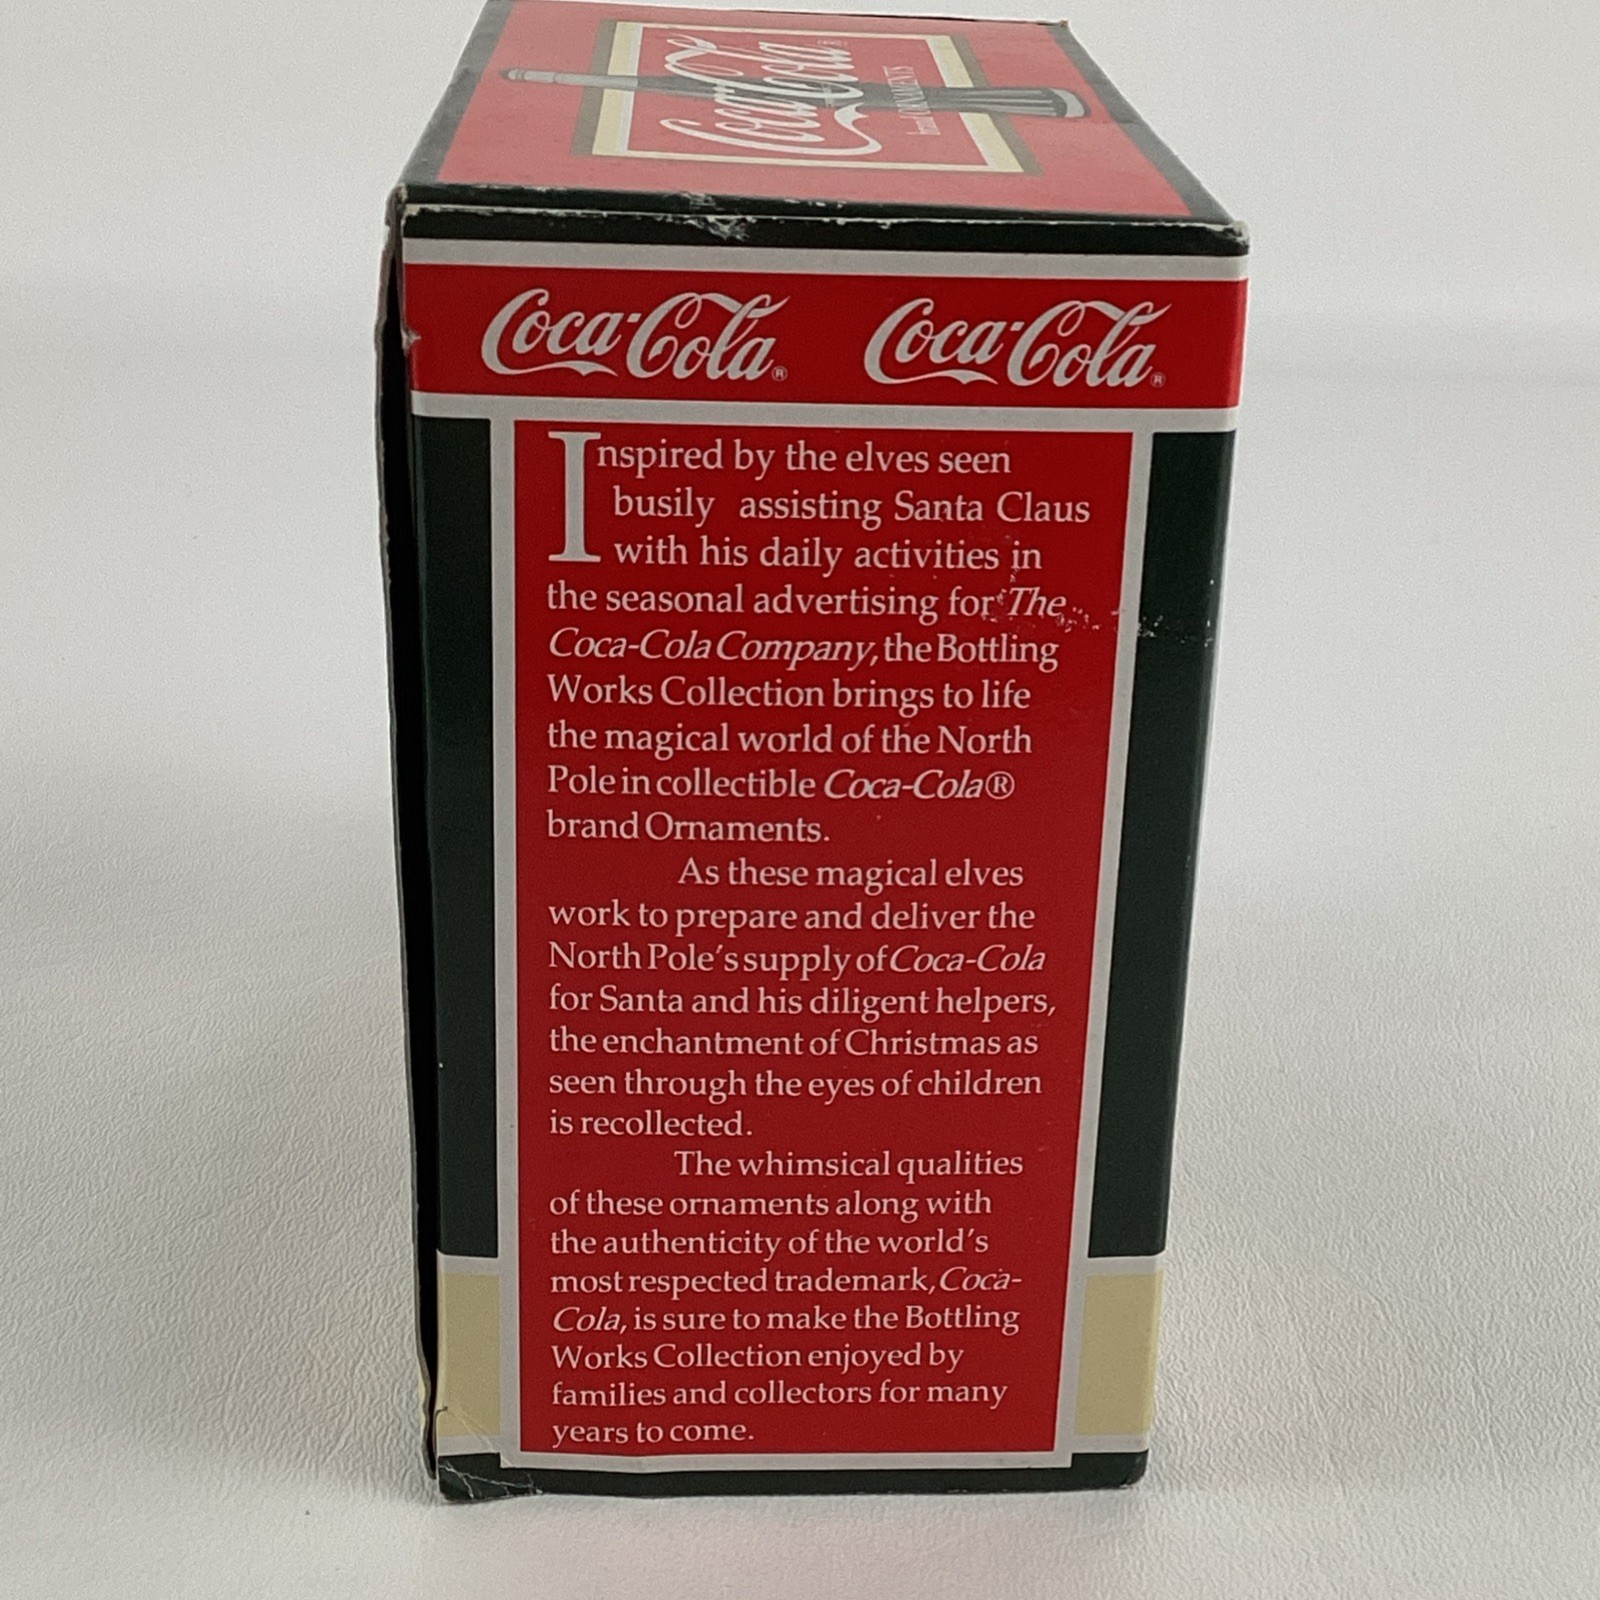 Coca-Cola®
brand ORNAMENTS
Coca-Cola® Coca-Cola®
Inspired by the elves seen
busily assisting Santa Claus
with his daily activities in
the seasonal advertising for The
Coca-Cola Company, the Bottling
Works Collection brings to life
the magical world of the North
Pole in collectible Coca-Cola®
brand Ornaments.
As these magical elves
work to prepare and deliver the
North Pole's supply of Coca-Cola
for Santa and his diligent helpers,
the enchantment of Christmas as
seen through the eyes of children
is recollected.
The whimsical qualities
of these ornaments along with
the authenticity of the world's
most respected trademark, Coca-
Cola, is sure to make the Bottling
Works Collection enjoyed by
families and collectors for many
years to come.